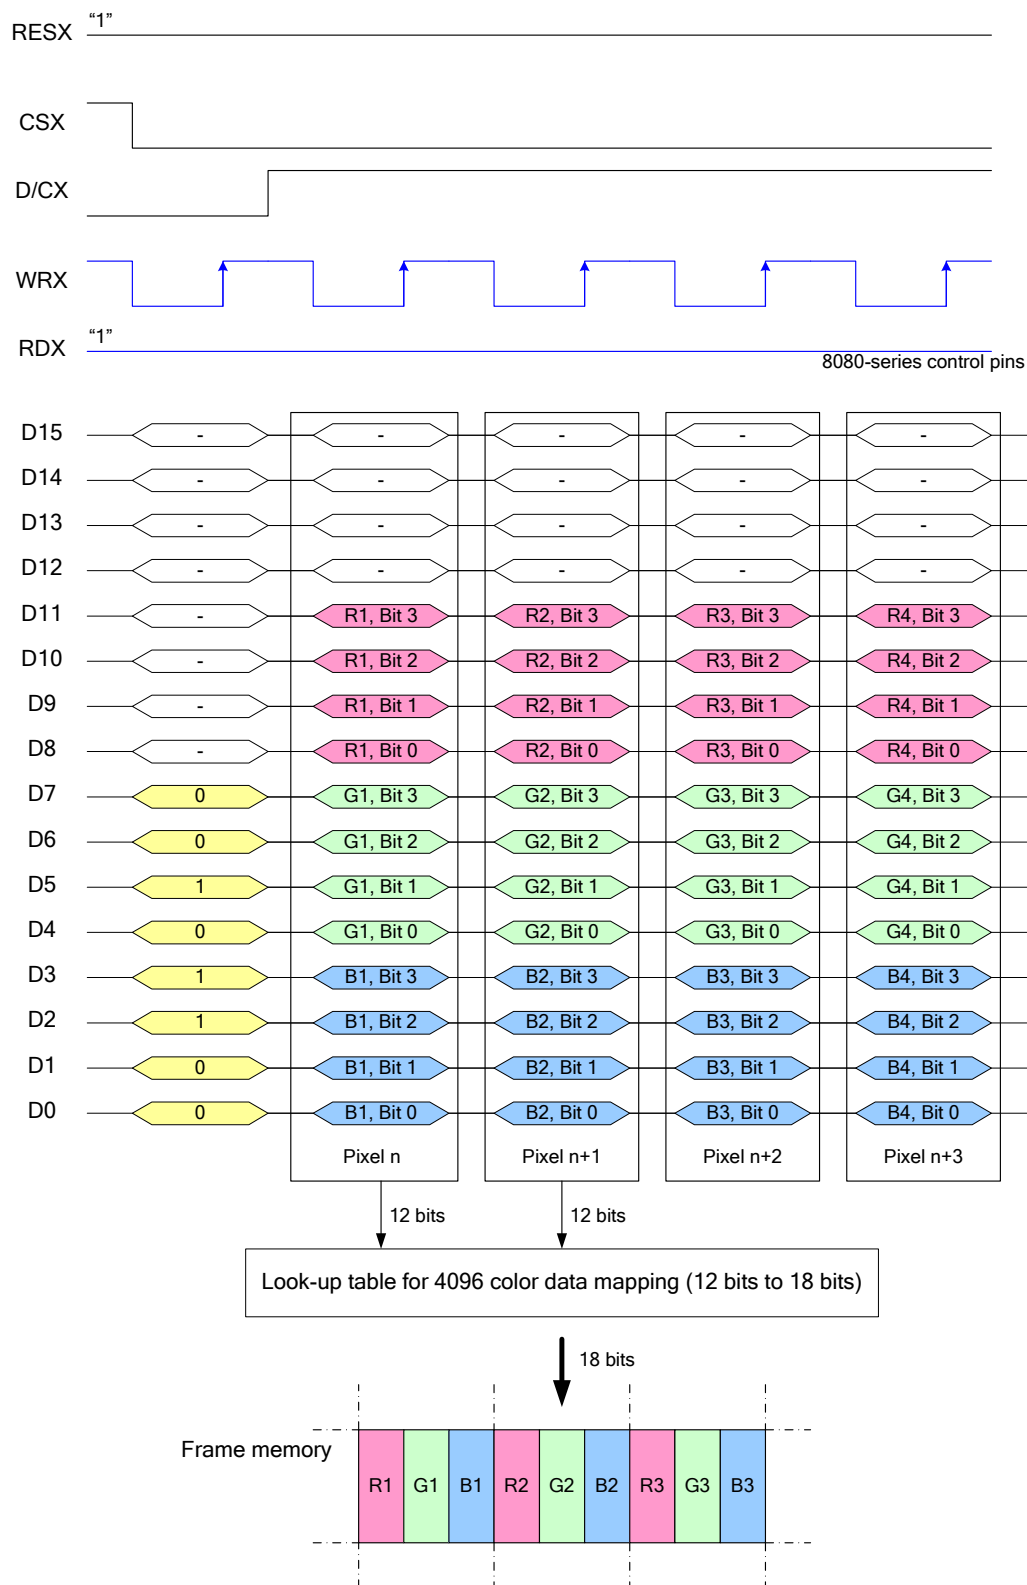 RESX “1”
CSX
D/CX
WRX
RDX “1”
8080-series control pins
D15 - - - - -
D14 - - - - -
D13 - - - - -
D12 - - - - -
D11 - R1, Bit 3 R2, Bit 3 R3, Bit 3 R4, Bit 3
D10 - R1, Bit 2 R2, Bit 2 R3, Bit 2 R4, Bit 2
D9 - R1, Bit 1 R2, Bit 1 R3, Bit 1 R4, Bit 1
D8 - R1, Bit 0 R2, Bit 0 R3, Bit 0 R4, Bit 0
D7 0 G1, Bit 3 G2, Bit 3 G3, Bit 3 G4, Bit 3
D6 0 G1, Bit 2 G2, Bit 2 G3, Bit 2 G4, Bit 2
D5 1 G1, Bit 1 G2, Bit 1 G3, Bit 1 G4, Bit 1
D4 0 G1, Bit 0 G2, Bit 0 G3, Bit 0 G4, Bit 0
D3 1 B1, Bit 3 B2, Bit 3 B3, Bit 3 B4, Bit 3
D2 1 B1, Bit 2 B2, Bit 2 B3, Bit 2 B4, Bit 2
D1 0 B1, Bit 1 B2, Bit 1 B3, Bit 1 B4, Bit 1
D0 0 B1, Bit 0 B2, Bit 0 B3, Bit 0 B4, Bit 0
Pixel n Pixel n+1 Pixel n+2 Pixel n+3
12 bits 12 bits
Look-up table for 4096 color data mapping (12 bits to 18 bits)
18 bits
Frame memory
R1 G1 B1 R2 G2 B2 R3 G3 B3